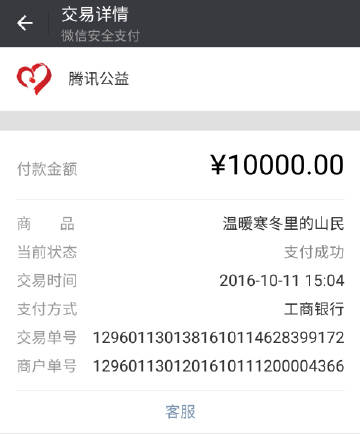 交易详情
微信安全支付
腾讯公益
付款金额 ¥10000.00
商 品 温暖寒冬里的山民
当前状态 支付成功
交易时间 2016-10-11 15:04
支付方式 工商银行
交易单号 1296011301381610114628399172
商户单号 1296011301201610111200004366
客服